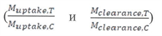 (M_uptake,T / M_uptake,C и M_clearance,T / M_clearance,C)